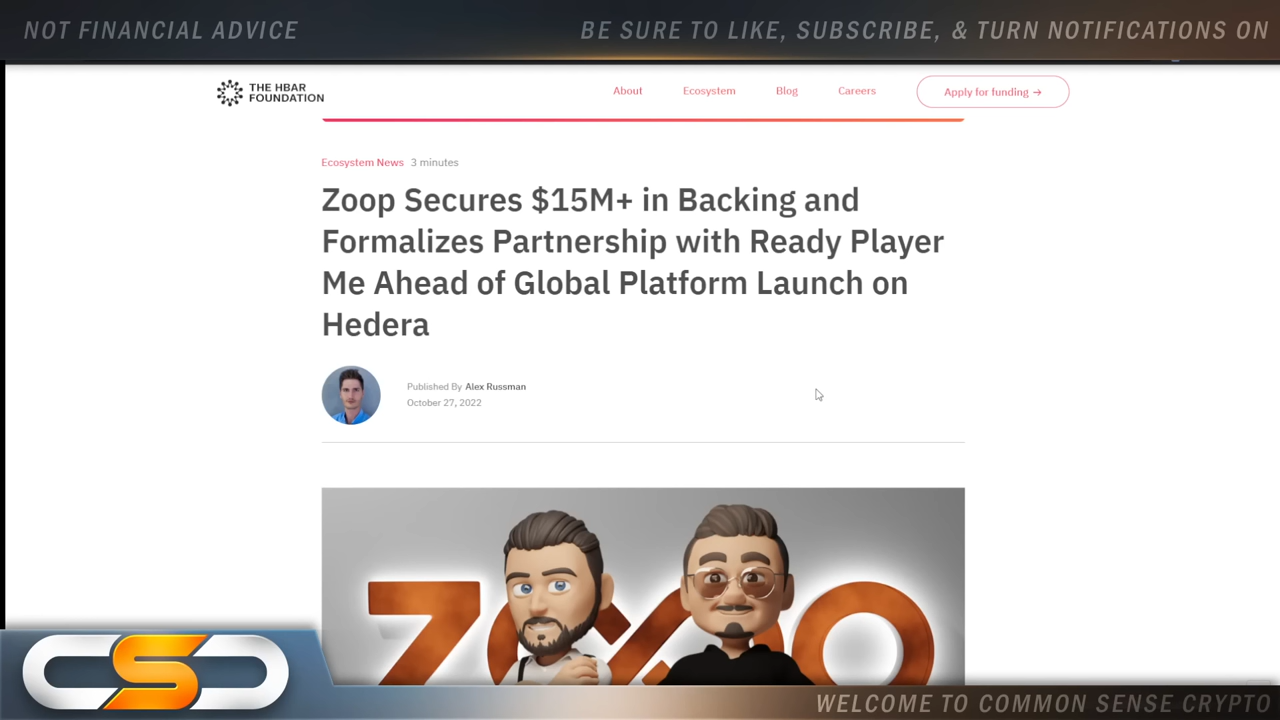 NOT FINANCIAL ADVICE
BE SURE TO LIKE, SUBSCRIBE, & TURN NOTIFICATIONS ON
THE HBAR
FOUNDATION
About
Ecosystem
Blog
Careers
Apply for funding →
Ecosystem News 3 minutes
Zoop Secures $15M+ in Backing and
Formalizes Partnership with Ready Player
Me Ahead of Global Platform Launch on
Hedera
Published By Alex Russman
October 27, 2022
ZOOO
CSC
WELCOME TO COMMON SENSE CRYPTO